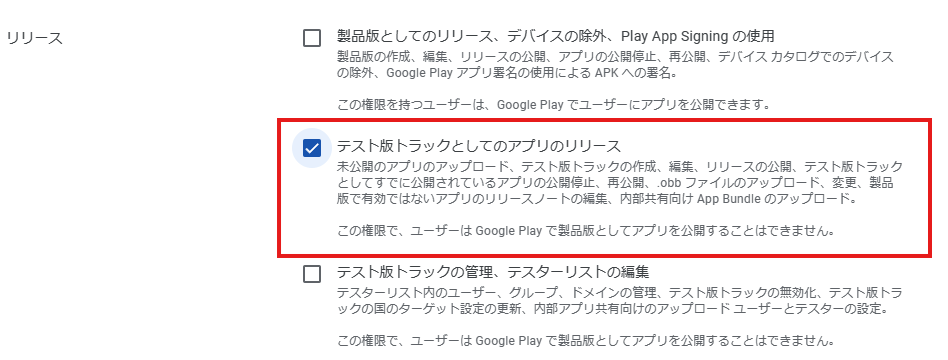 リリース
製品版としてのリリース、デバイスの除外、Play App Signing の使用
製品版の作成、編集、リリースの公開、アプリの公開停止、再公開、デバイス カタログでのデバイス
の除外、Google Play アプリ署名の使用による APK への署名。
この権限を持つユーザーは、Google Play でユーザーにアプリを公開できます。
テスト版トラックとしてのアプリのリリース
未公開のアプリのアップロード、テスト版トラックの作成、編集、リリースの公開、テスト版トラック
としてすでに公開されているアプリの公開停止、再公開、.obb ファイルのアップロード、変更、製品
版で有効ではないアプリのリリースノートの編集、内部共有向け App Bundle のアップロード。
この権限で、ユーザーは Google Play で製品版としてアプリを公開することはできません。
テスト版トラックの管理、テスターリストの編集
テスターリスト内のユーザー、グループ、ドメインの管理、テスト版トラックの無効化、テスト版トラ
ックの国のターゲット設定の更新、内部アプリ共有向けのアップロード ユーザーとテスターの設定。
この権限で、ユーザーは Google Play で製品版としてアプリを公開することはできません。